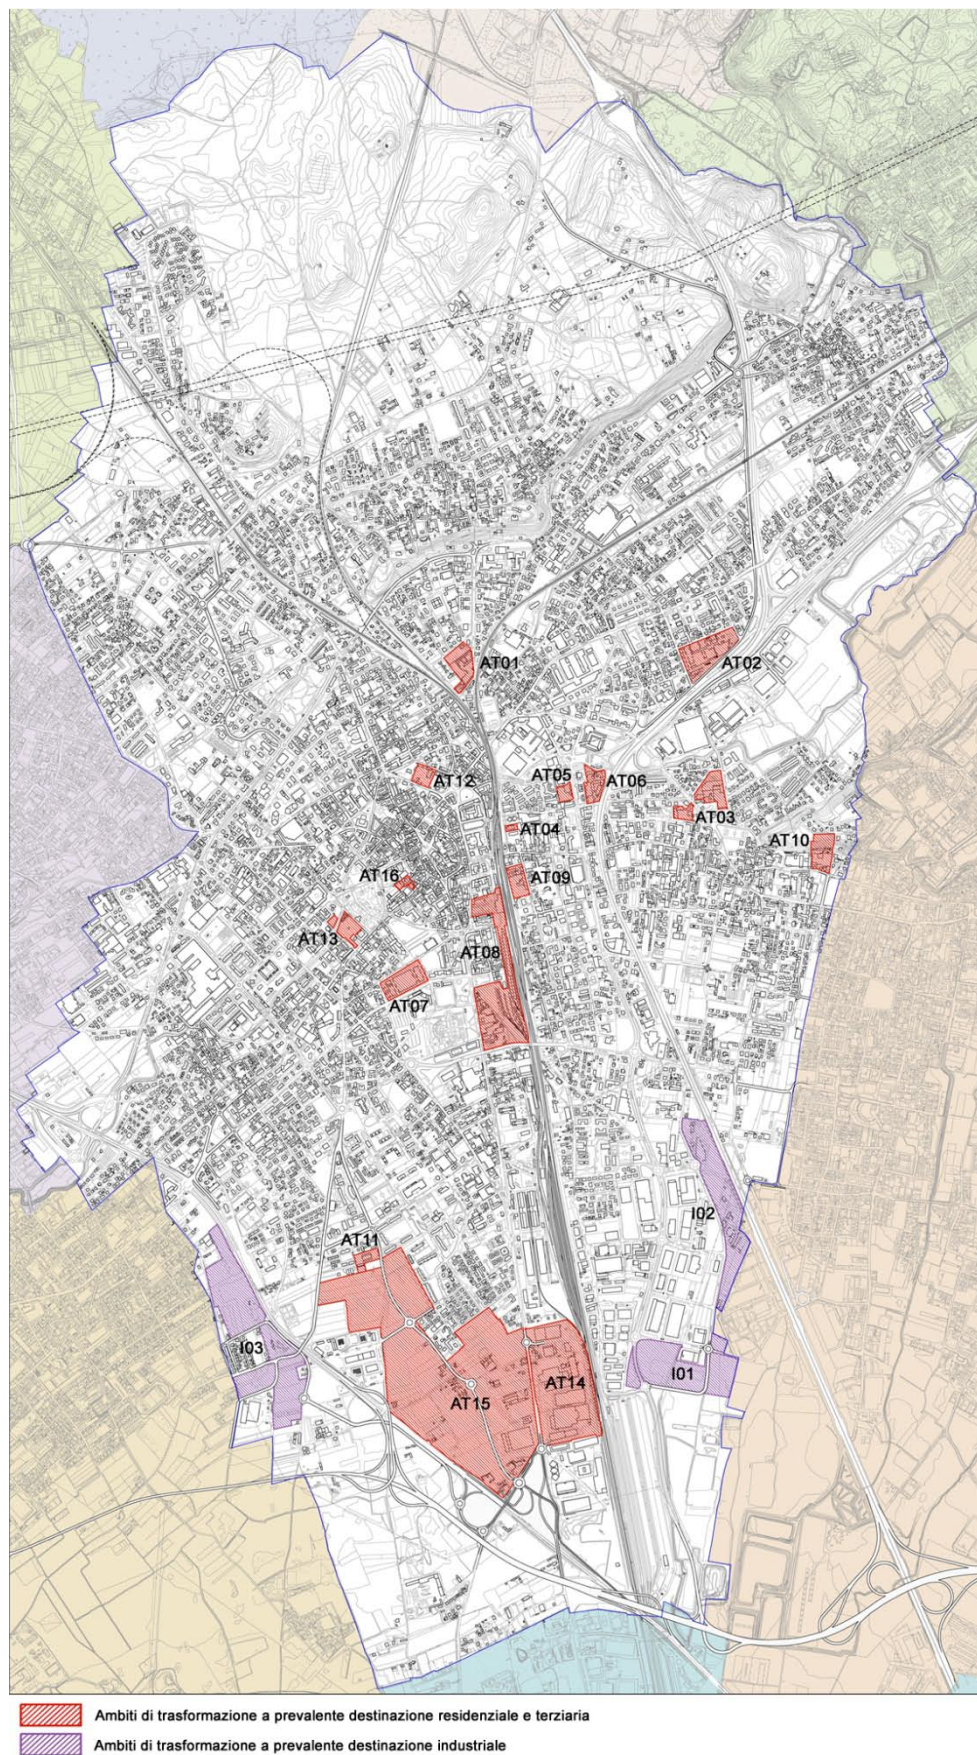 AT01
AT02
AT12
AT05
AT06
AT03
AT04
AT10
AT16
AT09
AT13
AT08
AT07
I02
AT11
I03
I01
AT15
AT14
Ambiti di trasformazione a prevalente destinazione residenziale e terziaria
Ambiti di trasformazione a prevalente destinazione industriale